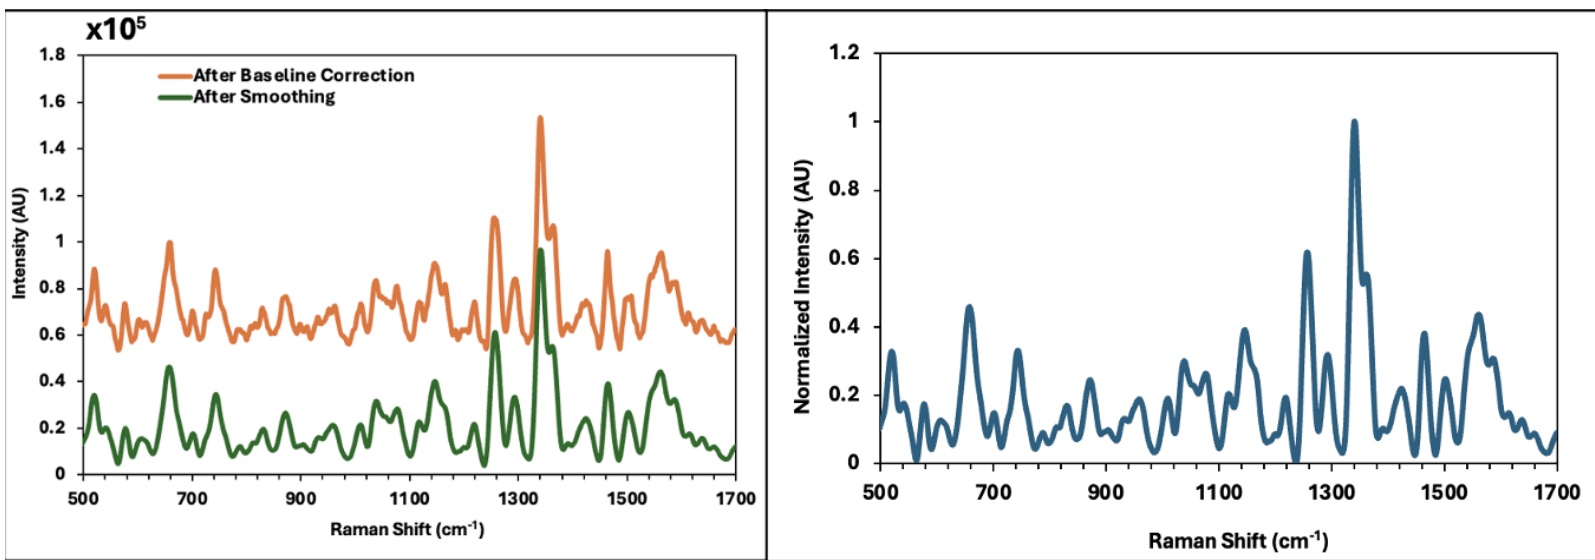 x10⁵
1.8
1.6
1.4
1.2
1
0.8
0.6
0.4
0.2
0
Intensity (AU)
After Baseline Correction
After Smoothing
500 700 900 1100 1300 1500 1700
Raman Shift (cm⁻¹)
1.2
1
0.8
0.6
0.4
0.2
0
Normalized Intensity (AU)
500 700 900 1100 1300 1500 1700
Raman Shift (cm⁻¹)